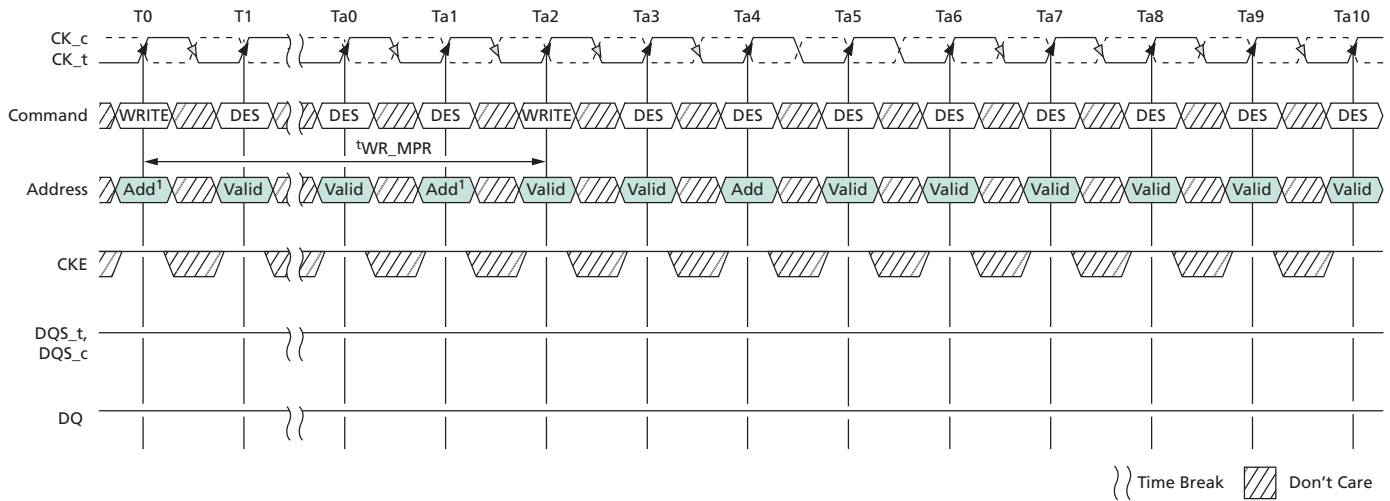 T0 T1 Ta0 Ta1 Ta2 Ta3 Ta4 Ta5 Ta6 Ta7 Ta8 Ta9 Ta10
CK_c
CK_t
Command WRITE DES DES DES WRITE DES DES DES DES DES DES DES DES
tWR_MPR
Address Add1 Valid Valid Add1 Valid Valid Add Valid Valid Valid Valid Valid Valid
CKE
DQS_t,
DQS_c
DQ
Time Break Don't Care